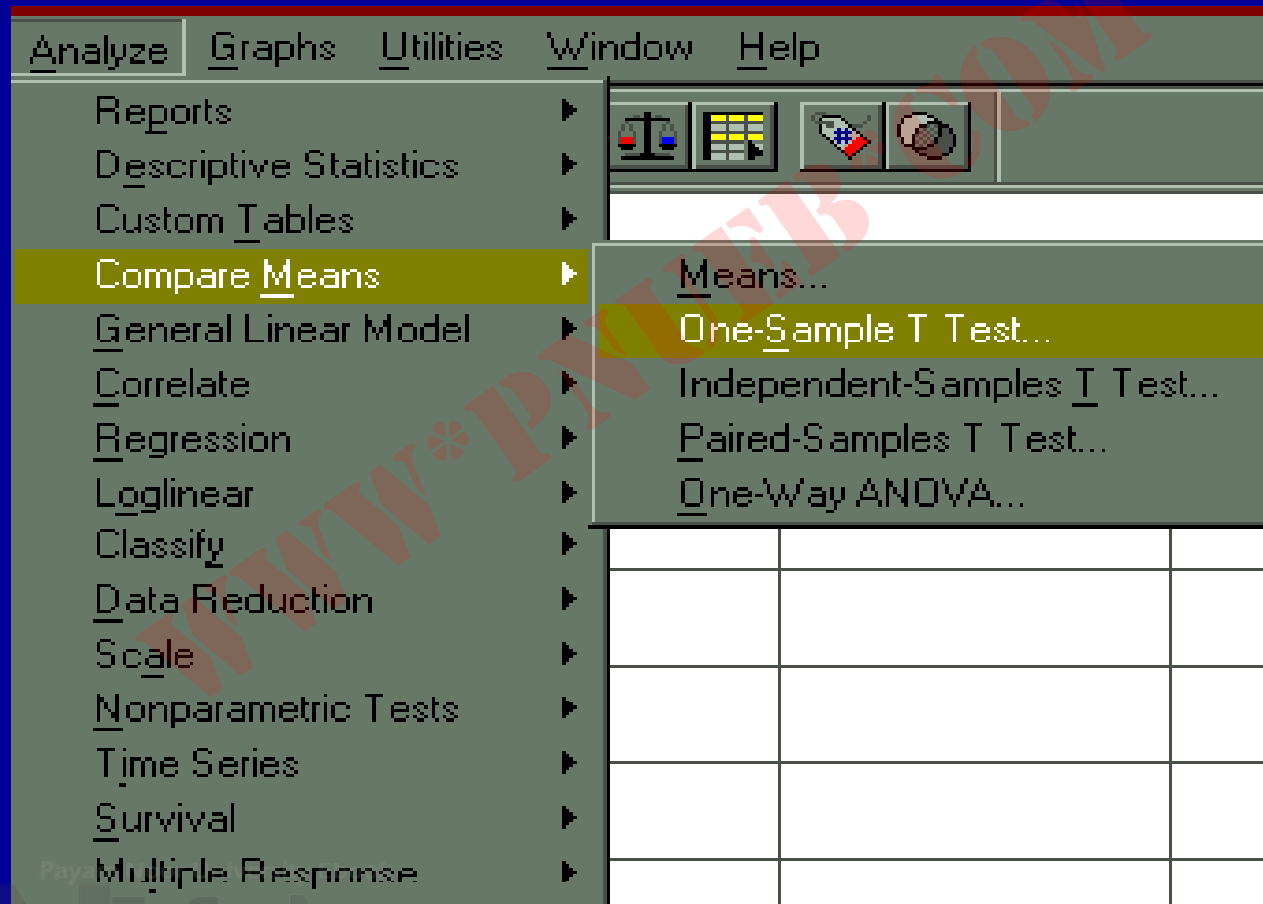 Analyze Graphs Utilities Window Help
Reports
Descriptive Statistics
Custom Tables
Compare Means
General Linear Model
Correlate
Regression
Loglinear
Classify
Data Reduction
Scale
Nonparametric Tests
Time Series
Survival
Multiple Response
Means...
One-Sample T Test...
Independent-Samples T Test...
Paired-Samples T Test...
One-Way ANOVA...
WWW*PNUEB*COM